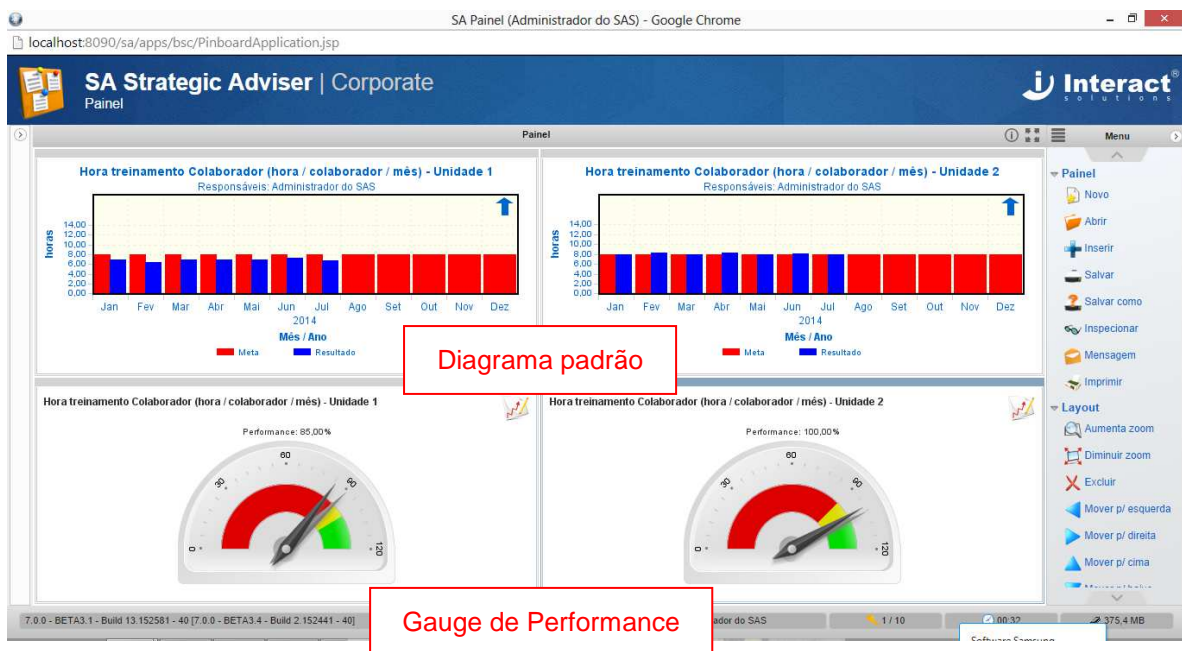 SA Painel (Administrador do SAS) - Google Chrome
localhost:8090/sa/apps/bsc/PinboardApplication.jsp
SA Strategic Adviser | Corporate
Painel
Interact®
solutions
Painel
Menu
Hora treinamento Colaborador (hora / colaborador / mês) - Unidade 1
Responsáveis: Administrador do SAS
horas
14,00
12,00
10,00
8,00
6,00
4,00
2,00
0,00
Jan Fev Mar Abr Mai Jun Jul Ago Set Out Nov Dez
2014
Mês / Ano
Meta Resultado
Hora treinamento Colaborador (hora / colaborador / mês) - Unidade 2
Responsáveis: Administrador do SAS
horas
14,00
12,00
10,00
8,00
6,00
4,00
2,00
0,00
Jan Fev Mar Abr Mai Jun Jul Ago Set Out Nov Dez
2014
Mês / Ano
Meta Resultado
Diagrama padrão
Hora treinamento Colaborador (hora / colaborador / mês) - Unidade 1
Performance: 85,00%
0
30
60
90
120
Hora treinamento Colaborador (hora / colaborador / mês) - Unidade 2
Performance: 100,00%
0
30
60
90
120
Gauge de Performance
Painel
Novo
Abrir
Inserir
Salvar
Salvar como
Inspecionar
Mensagem
Imprimir
Layout
Aumenta zoom
Diminuir zoom
Excluir
Mover p/ esquerda
Mover p/ direita
Mover p/ cima
7.0.0 - BETA3.1 - Build 13.152581 - 40 [7.0.0 - BETA3.4 - Build 2.152441 - 40]
ador do SAS
1 / 10
00:32
375,4 MB
Software Samsung